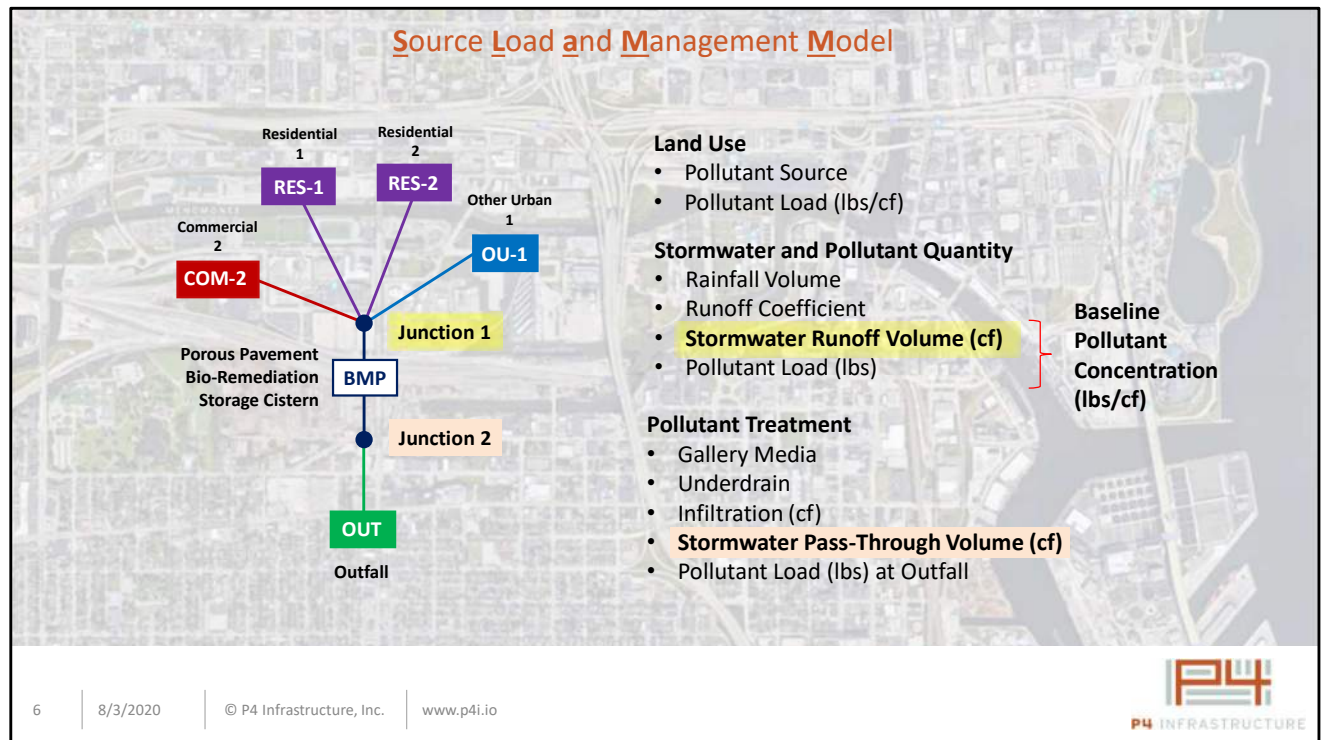 Source Load and Management Model
Residential
1
Residential
2
RES-1
RES-2
Other Urban
1
Commercial
2
OU-1
COM-2
Junction 1
Porous Pavement
Bio-Remediation
Storage Cistern
BMP
Junction 2
OUT
Outfall
Land Use
• Pollutant Source
• Pollutant Load (lbs/cf)
Stormwater and Pollutant Quantity
• Rainfall Volume
• Runoff Coefficient
• Stormwater Runoff Volume (cf)
• Pollutant Load (lbs)
Baseline
Pollutant
Concentration
(lbs/cf)
Pollutant Treatment
• Gallery Media
• Underdrain
• Infiltration (cf)
• Stormwater Pass-Through Volume (cf)
• Pollutant Load (lbs) at Outfall
6 8/3/2020 © P4 Infrastructure, Inc. www.p4i.io
P4
P4 INFRASTRUCTURE